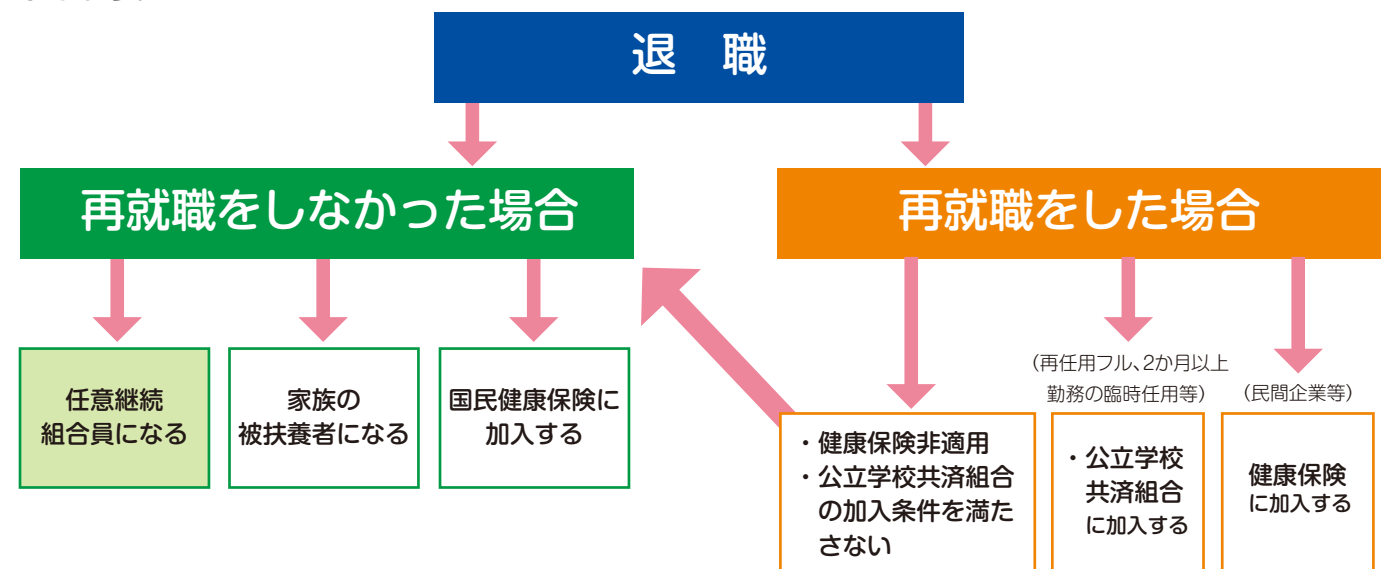 退　職
再就職をしなかった場合
再就職をした場合
任意継続
組合員になる
家族の
被扶養者になる
国民健康保険に
加入する
・健康保険非適用
・公立学校共済組合
の加入条件を満た
さない
（再任用フル、2か月以上
勤務の臨時任用等）
・公立学校
共済組合
に加入する
（民間企業等）
健康保険
に加入する